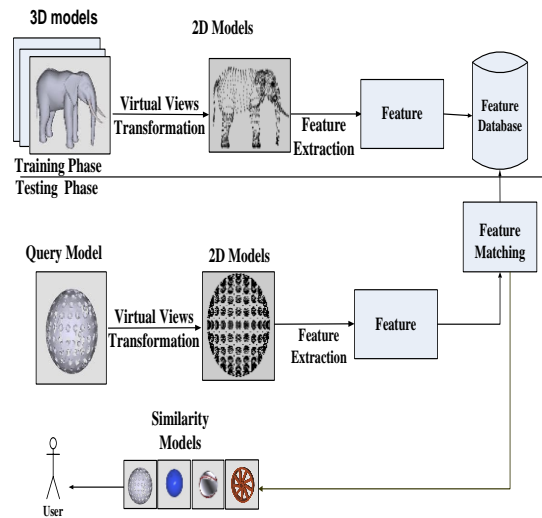 3D models
2D Models
Virtual Views
Transformation
Feature
Extraction
Feature
Feature
Database
Training Phase
Testing Phase
Query Model
2D Models
Feature
Matching
Virtual Views
Transformation
Feature
Extraction
Feature
Similarity
Models
User